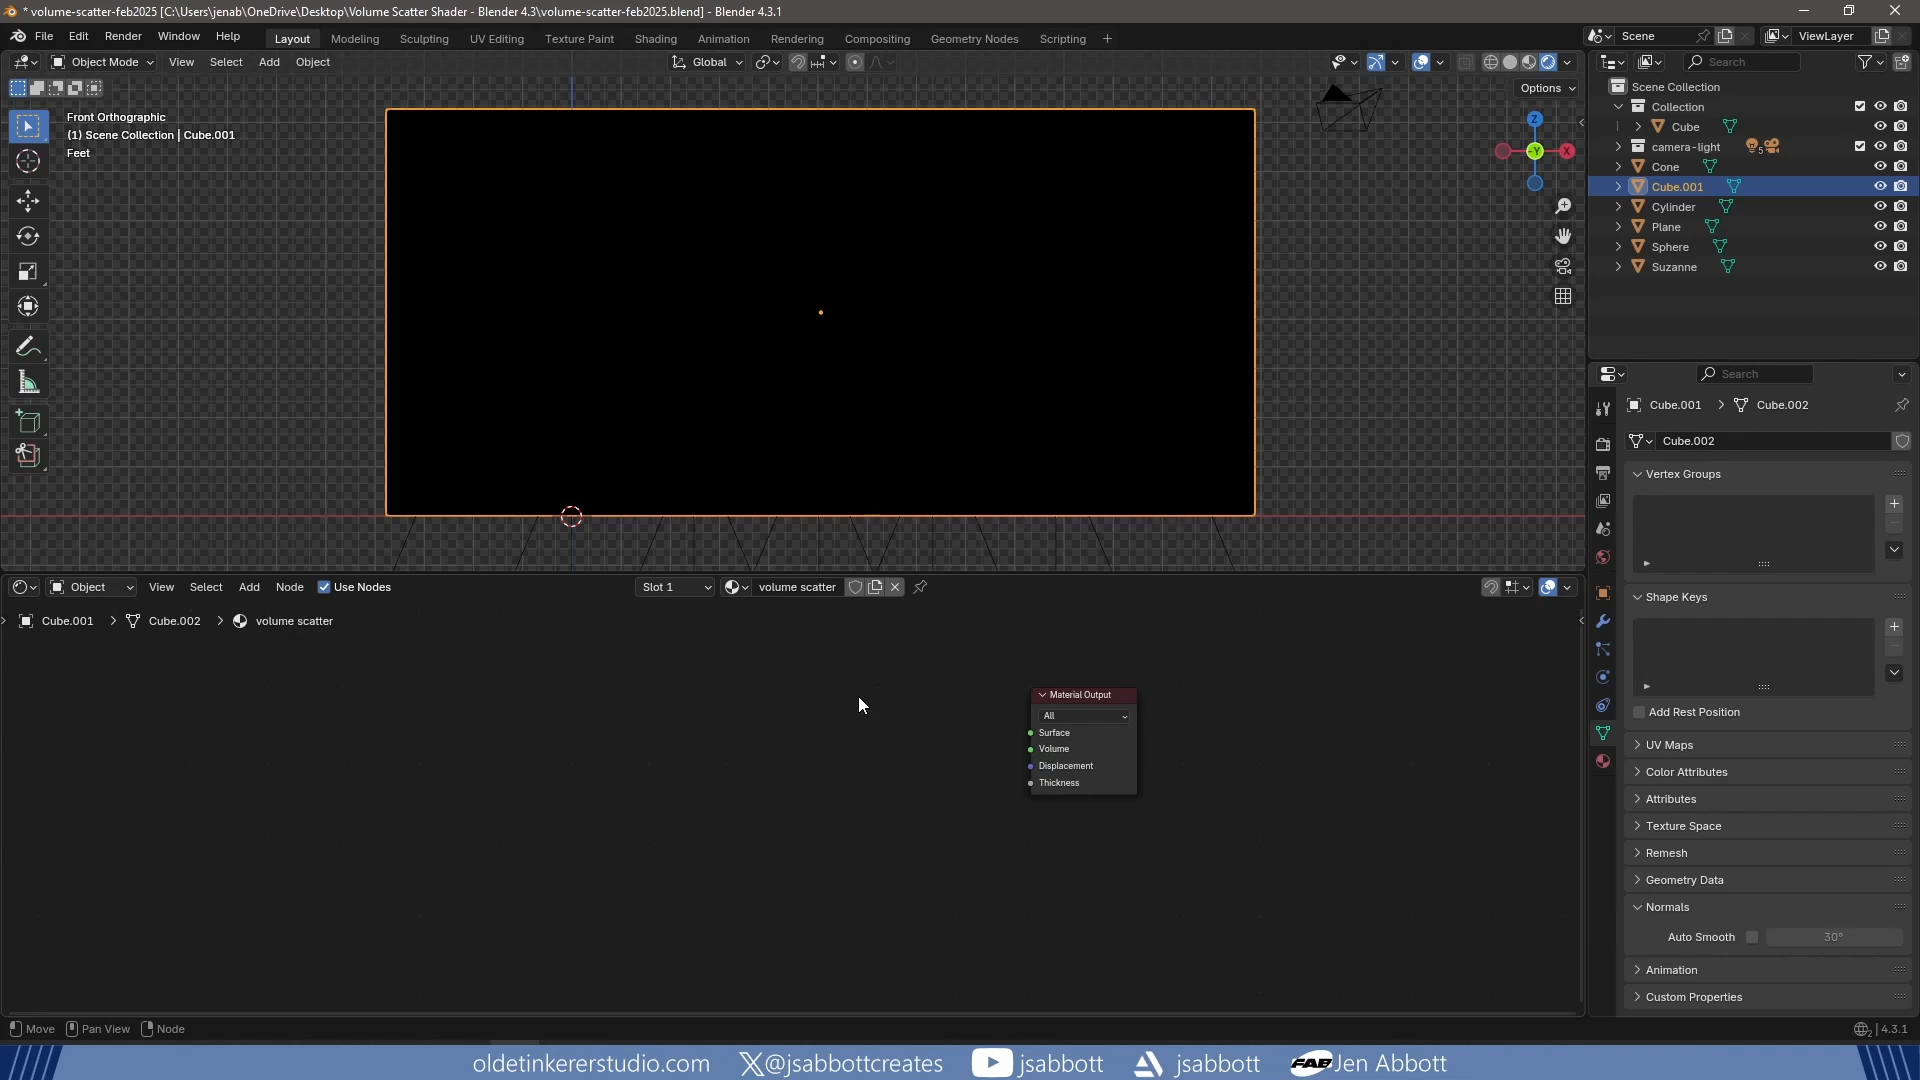 * volume-scatter-feb2025 [C:\Users\jenab\OneDrive\Desktop\Volume Scatter Shader - Blender 4.3\volume-scatter-feb2025.blend] - Blender 4.3.1
File Edit Render Window Help Layout Modeling Sculpting UV Editing Texture Paint Shading Animation Rendering Compositing Geometry Nodes Scripting + Scene ViewLayer
Object Mode View Select Add Object Global Search
Options
Front Orthographic
(1) Scene Collection | Cube.001
Feet
Z
-Y
X
Scene Collection
Collection
Cube
camera-light 5
Cone
Cube.001
Cylinder
Plane
Sphere
Suzanne
Search
Cube.001 > Cube.002
Cube.002
Vertex Groups
Shape Keys
Add Rest Position
UV Maps
Color Attributes
Attributes
Texture Space
Remesh
Geometry Data
Normals
Auto Smooth 30°
Animation
Custom Properties
Object View Select Add Node Use Nodes Slot 1 volume scatter
Cube.001 > Cube.002 > volume scatter
Material Output
All
Surface
Volume
Displacement
Thickness
Move Pan View Node 4.3.1
oldetinkererstudio.com X@jsabbottcreates jsabbott jsabbott FAB Jen Abbott